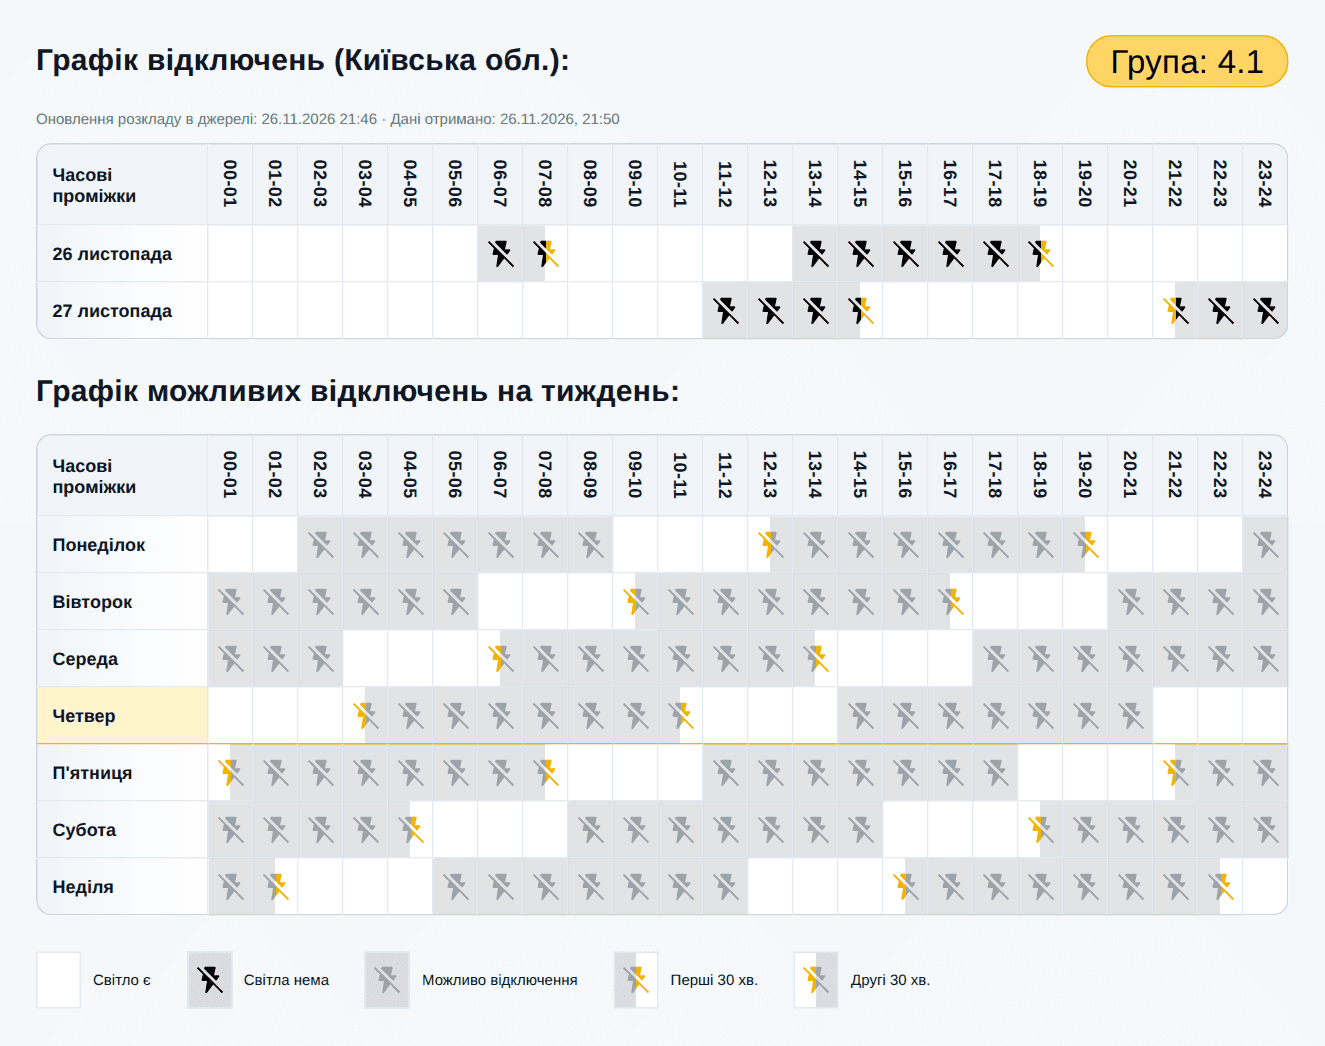 Графік відключень (Київська обл.):
Група: 4.1
Оновлення розкладу в джерелі: 26.11.2026 21:46 · Дані отримано: 26.11.2026, 21:50
Часові проміжки 00-01 01-02 02-03 03-04 04-05 05-06 06-07 07-08 08-09 09-10 10-11 11-12 12-13 13-14 14-15 15-16 16-17 17-18 18-19 19-20 20-21 21-22 22-23 23-24
26 листопада
27 листопада
Графік можливих відключень на тиждень:
Часові проміжки 00-01 01-02 02-03 03-04 04-05 05-06 06-07 07-08 08-09 09-10 10-11 11-12 12-13 13-14 14-15 15-16 16-17 17-18 18-19 19-20 20-21 21-22 22-23 23-24
Понеділок
Вівторок
Середа
Четвер
П'ятниця
Субота
Неділя
Світло є Світла нема Можливо відключення Перші 30 хв. Другі 30 хв.